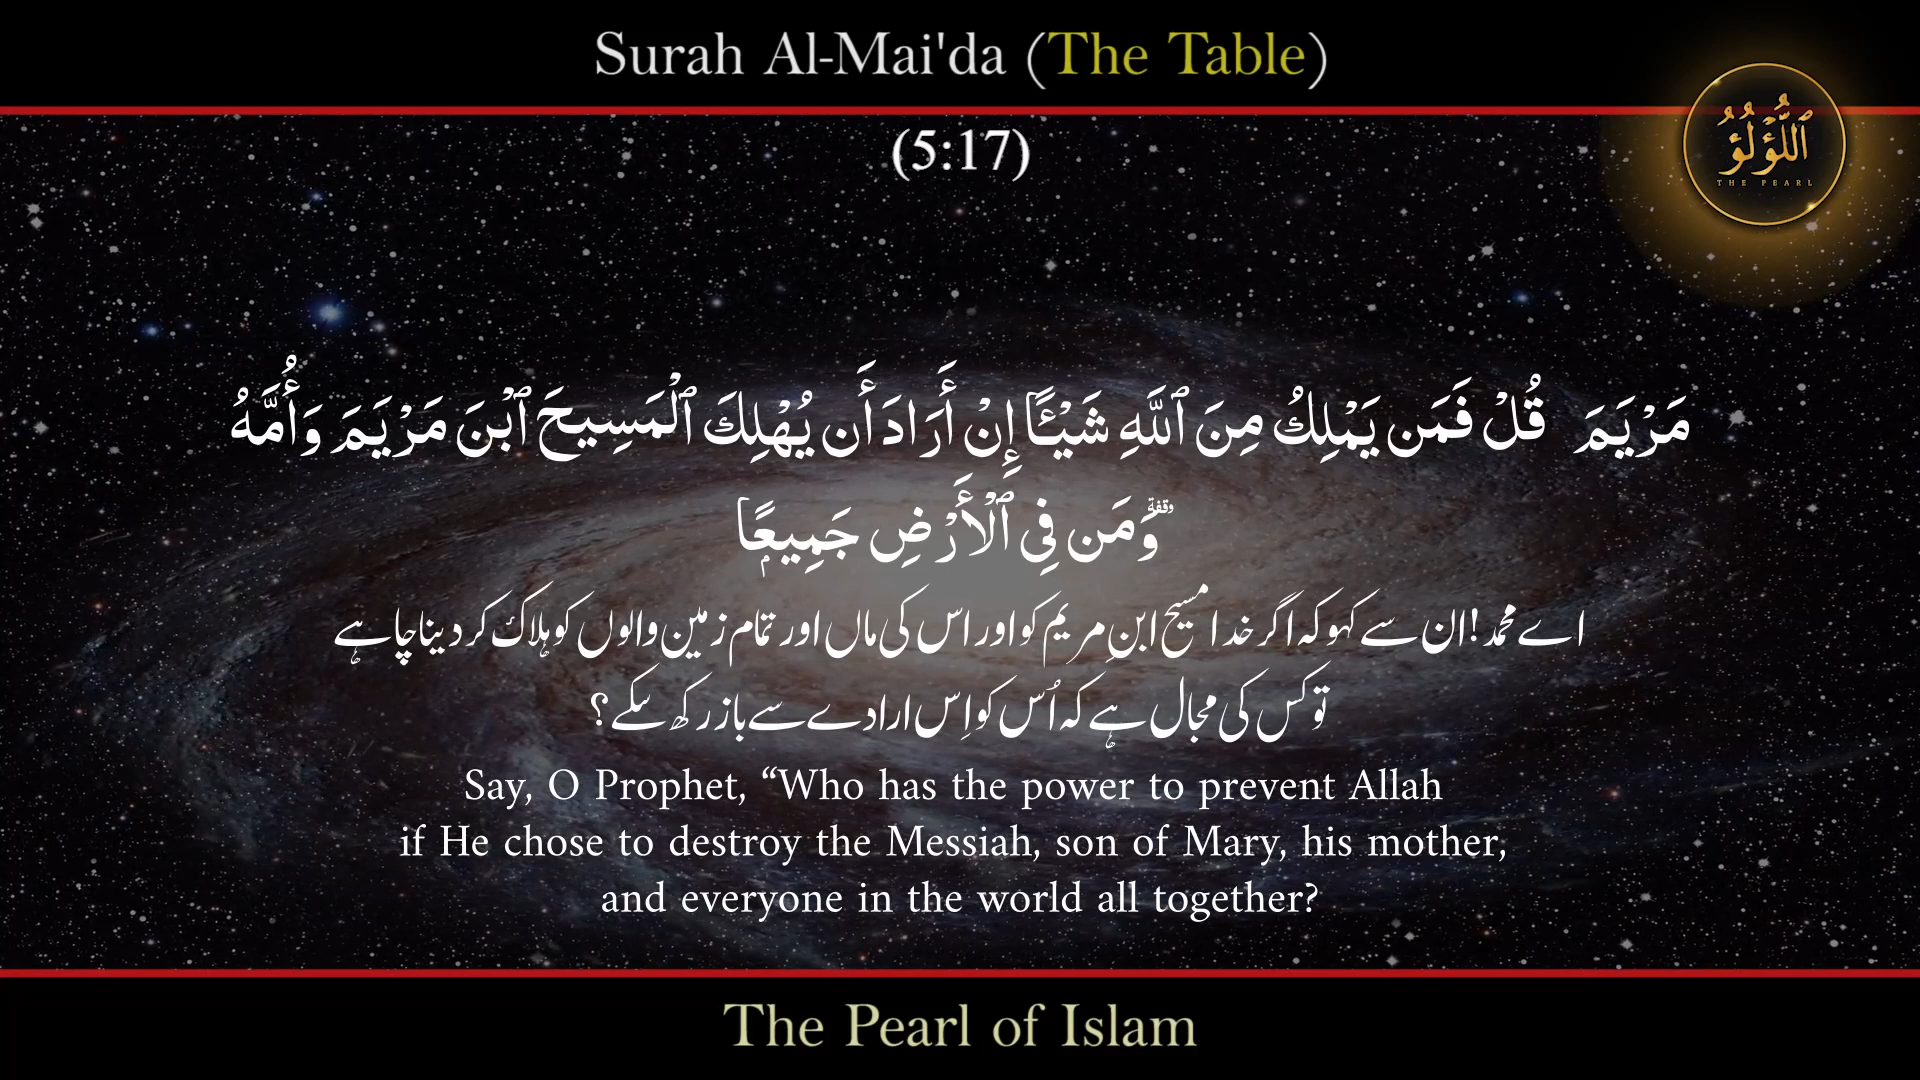 Surah Al-Mai'da (The Table)
(5:17)
ٱللُّؤْلُؤُ
THE PEARL
مَرْيَمَ قُلْ فَمَن يَمْلِكُ مِنَ ٱللَّهِ شَيْـًٔا إِنْ أَرَادَ أَن يُهْلِكَ ٱلْمَسِيحَ ٱبْنَ مَرْيَمَ وَأُمَّهُ
وَمَن فِى ٱلْأَرْضِ جَمِيعًا
اے محمد! ان سے کہو کہ اگر خدا مسیح ابنِ مریم کو اور اس کی ماں اور تمام زمین والوں کو ہلاک کر دینا چاہے
تو کس کی مجال ہے کہ اُس کو اِس ارادے سے باز رکھ سکے؟
Say, O Prophet, “Who has the power to prevent Allah
if He chose to destroy the Messiah, son of Mary, his mother,
and everyone in the world all together?
The Pearl of Islam